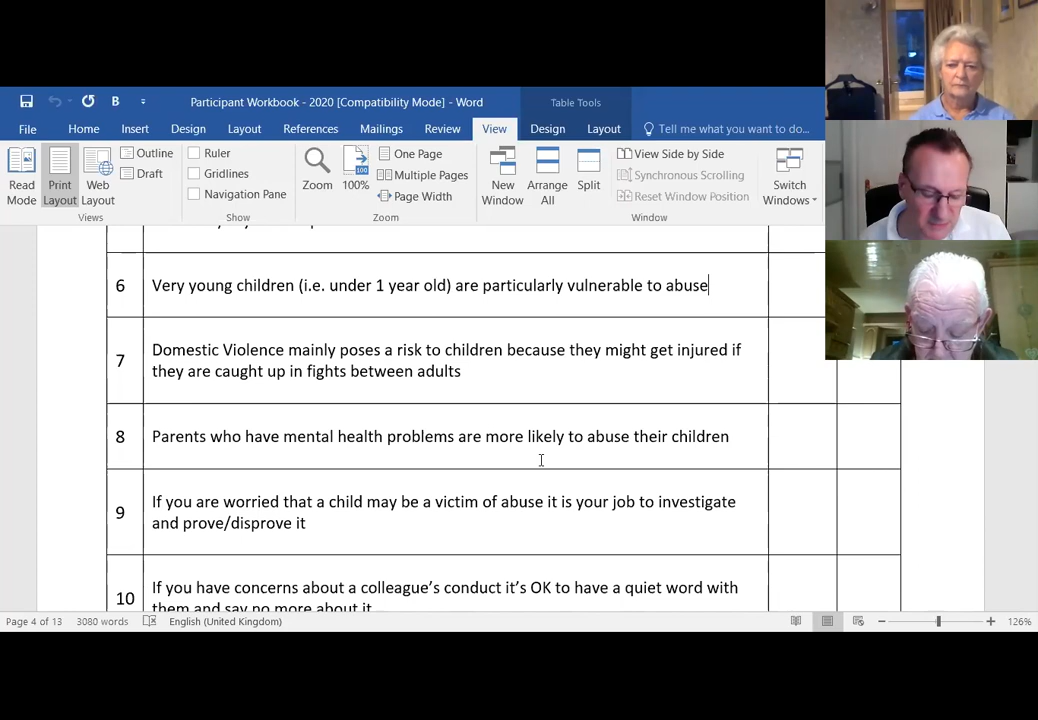 Participant Workbook - 2020 [Compatibility Mode] - Word
Table Tools
B
File
Home
Insert
Design
Layout
References
Mailings
Review
View
Design
Layout
Tell me what you want to do...
Read Mode
Print Layout
Web Layout
Outline
Draft
Views
Ruler
Gridlines
Navigation Pane
Show
Zoom
100%
One Page
Multiple Pages
Page Width
Zoom
New Window
Arrange All
Split
View Side by Side
Synchronous Scrolling
Reset Window Position
Window
Switch Windows
6
Very young children (i.e. under 1 year old) are particularly vulnerable to abuse
7
Domestic Violence mainly poses a risk to children because they might get injured if
they are caught up in fights between adults
8
Parents who have mental health problems are more likely to abuse their children
9
If you are worried that a child may be a victim of abuse it is your job to investigate
and prove/disprove it
10
If you have concerns about a colleague's conduct it's OK to have a quiet word with
them and say no more about it
Page 4 of 13
3080 words
English (United Kingdom)
126%